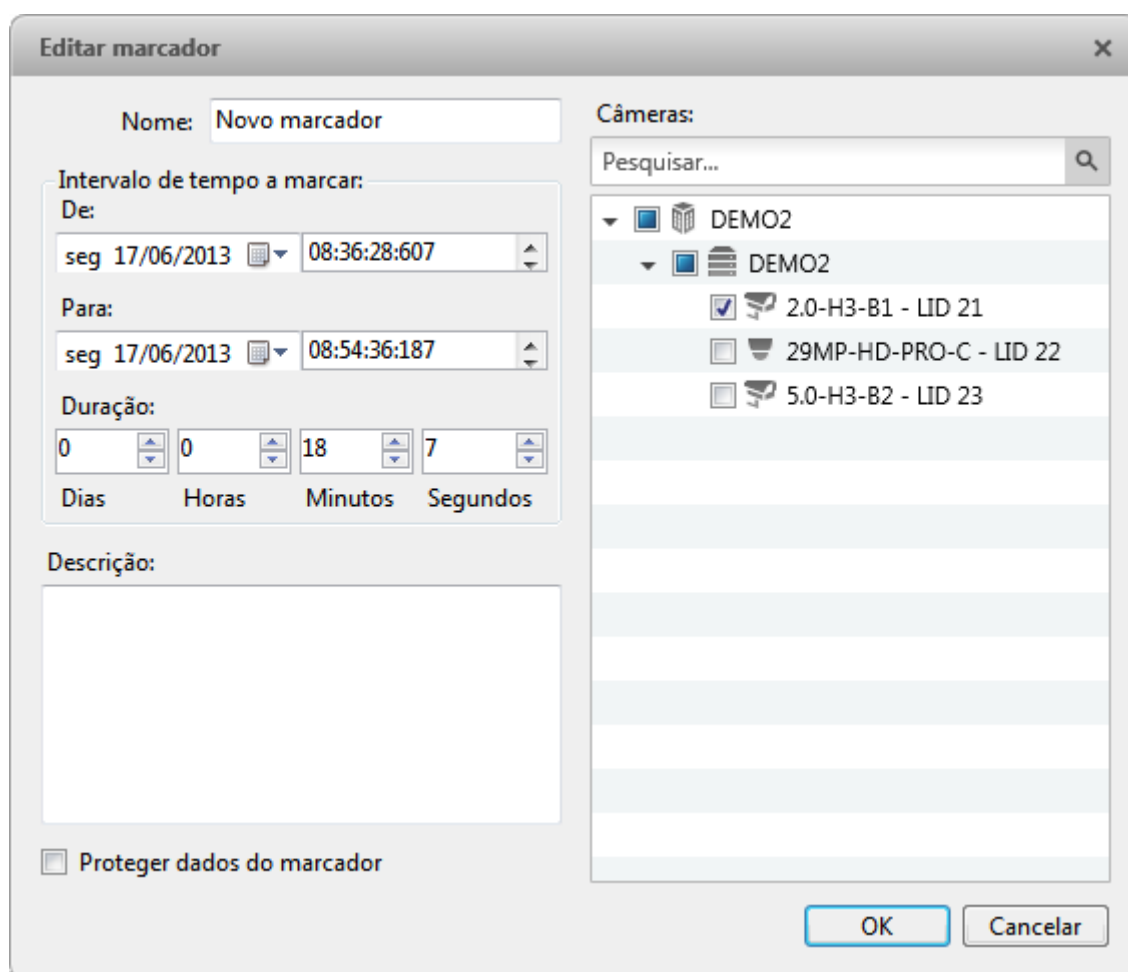 Editar marcador
Nome: Novo marcador
Intervalo de tempo a marcar:
De:
seg 17/06/2013 08:36:28:607
Para:
seg 17/06/2013 08:54:36:187
Duração:
0 0 18 7
Dias Horas Minutos Segundos
Descrição:
Proteger dados do marcador
Câmeras:
Pesquisar...
DEMO2
DEMO2
2.0-H3-B1 - LID 21
29MP-HD-PRO-C - LID 22
5.0-H3-B2 - LID 23
OK Cancelar